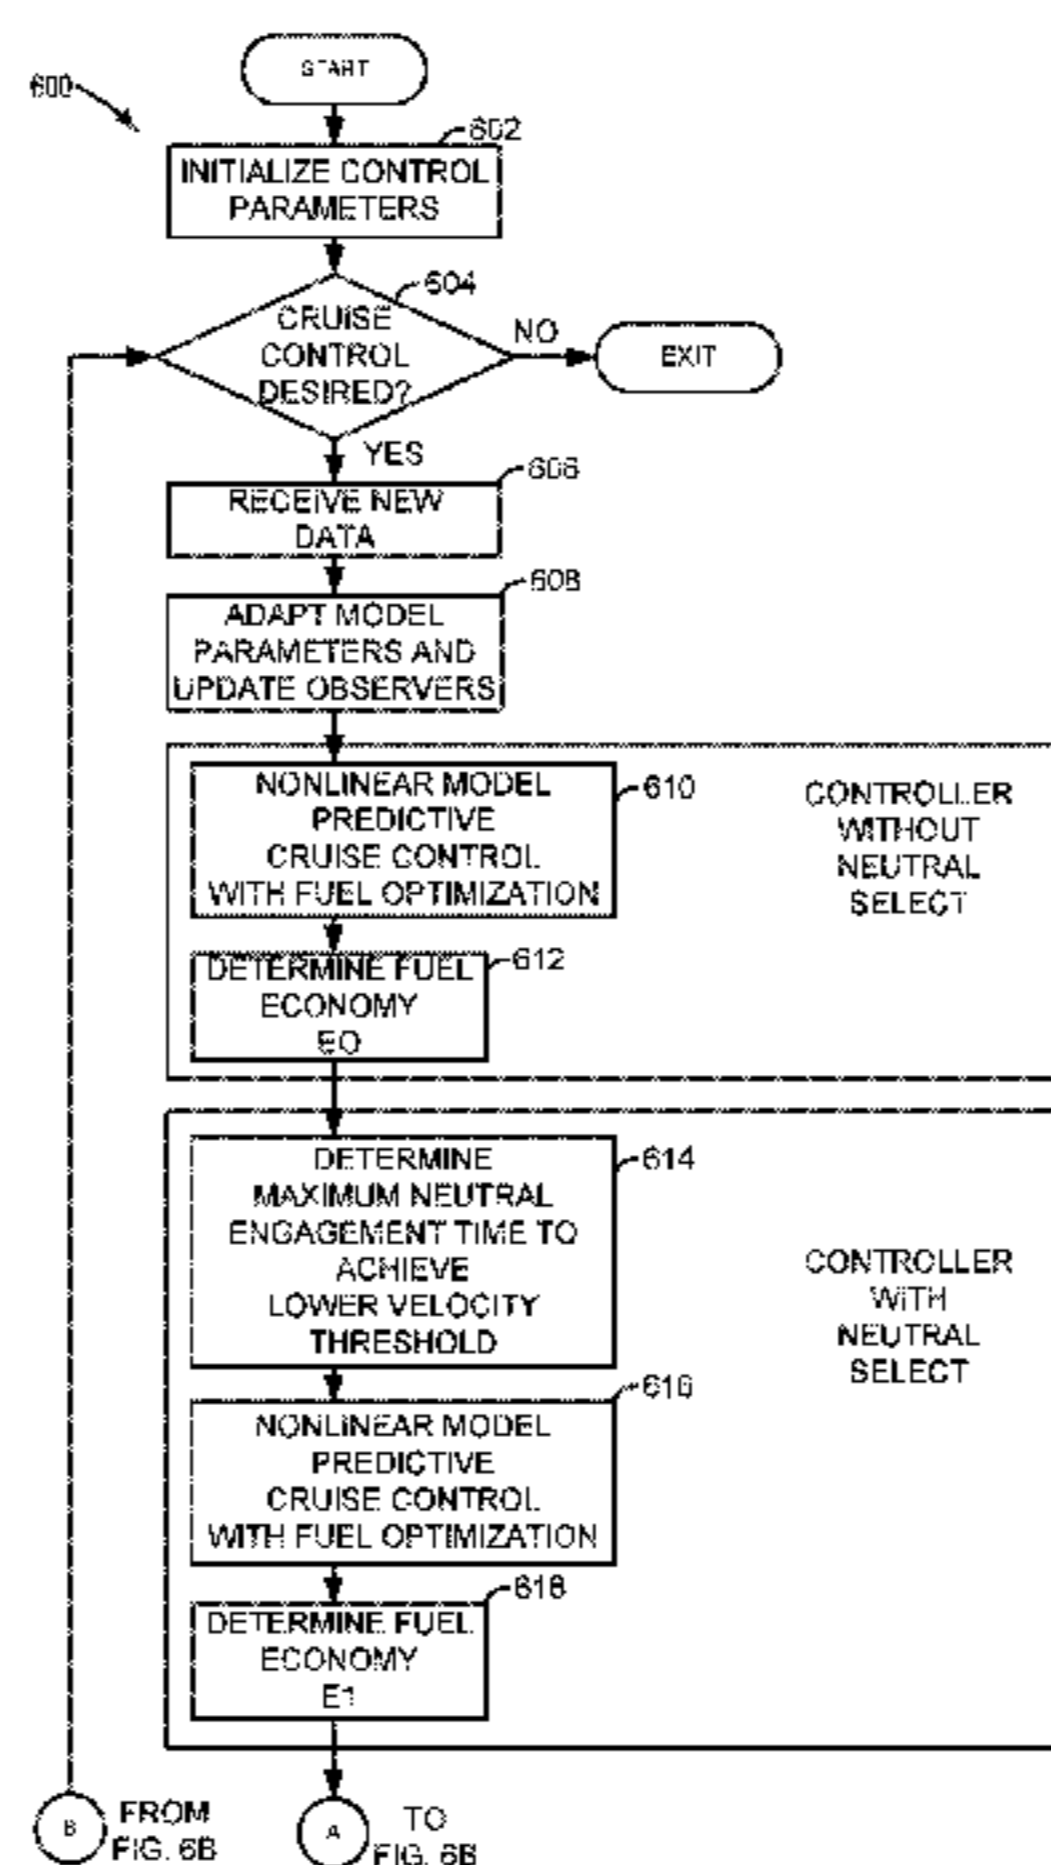 START
600
602
INITIALIZE CONTROL
PARAMETERS
604
CRUISE
CONTROL
DESIRED?
NO
EXIT
YES
606
RECEIVE NEW
DATA
608
ADAPT MODEL
PARAMETERS AND
UPDATE OBSERVERS
NONLINEAR MODEL
PREDICTIVE
CRUISE CONTROL
WITH FUEL OPTIMIZATION
610
CONTROLLER
WITHOUT
NEUTRAL
SELECT
612
DETERMINE FUEL
ECONOMY
E0
614
DETERMINE
MAXIMUM NEUTRAL
ENGAGEMENT TIME TO
ACHIEVE
LOWER VELOCITY
THRESHOLD
CONTROLLER
WITH
NEUTRAL
SELECT
616
NONLINEAR MODEL
PREDICTIVE
CRUISE CONTROL
WITH FUEL OPTIMIZATION
618
DETERMINE FUEL
ECONOMY
E1
B
FROM
FIG. 6B
A
TO
FIG. 6B